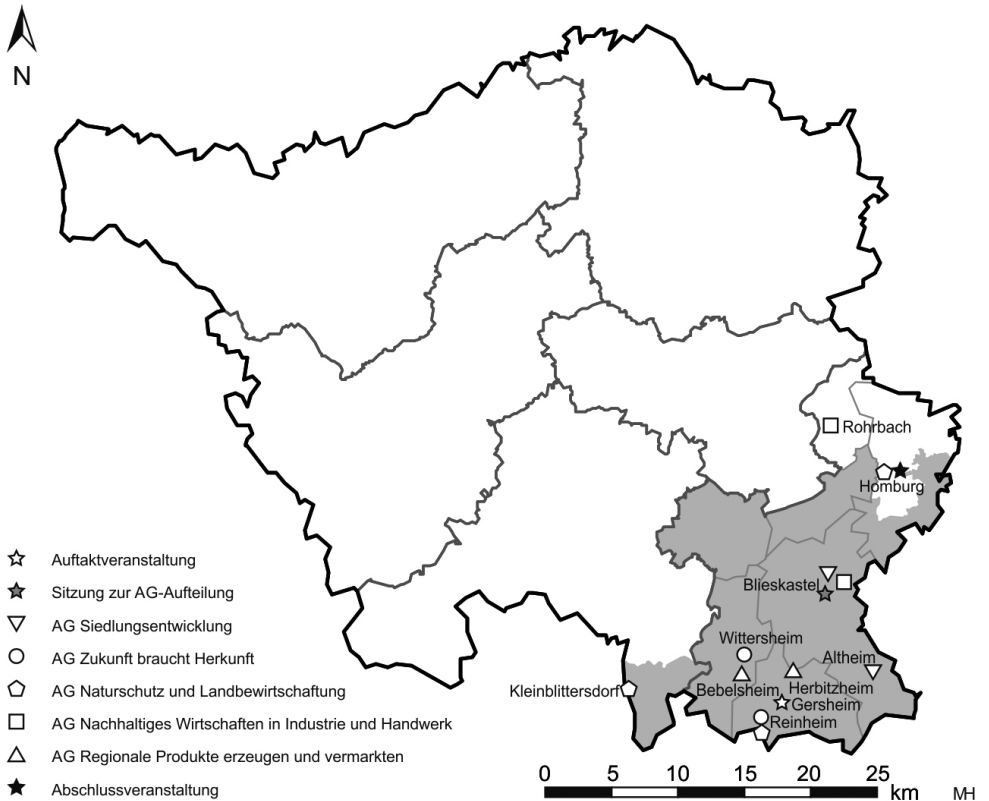 N
Rohrbach
Homburg
Blieskastel
Wittersheim
Altheim
Kleinblittersdorf
Bebelsheim
Herbitzheim
Gersheim
Reinheim
Auftaktveranstaltung
Sitzung zur AG-Aufteilung
AG Siedlungsentwicklung
AG Zukunft braucht Herkunft
AG Naturschutz und Landbewirtschaftung
AG Nachhaltiges Wirtschaften in Industrie und Handwerk
AG Regionale Produkte erzeugen und vermarkten
Abschlussveranstaltung
0 5 10 15 20 25
km MH